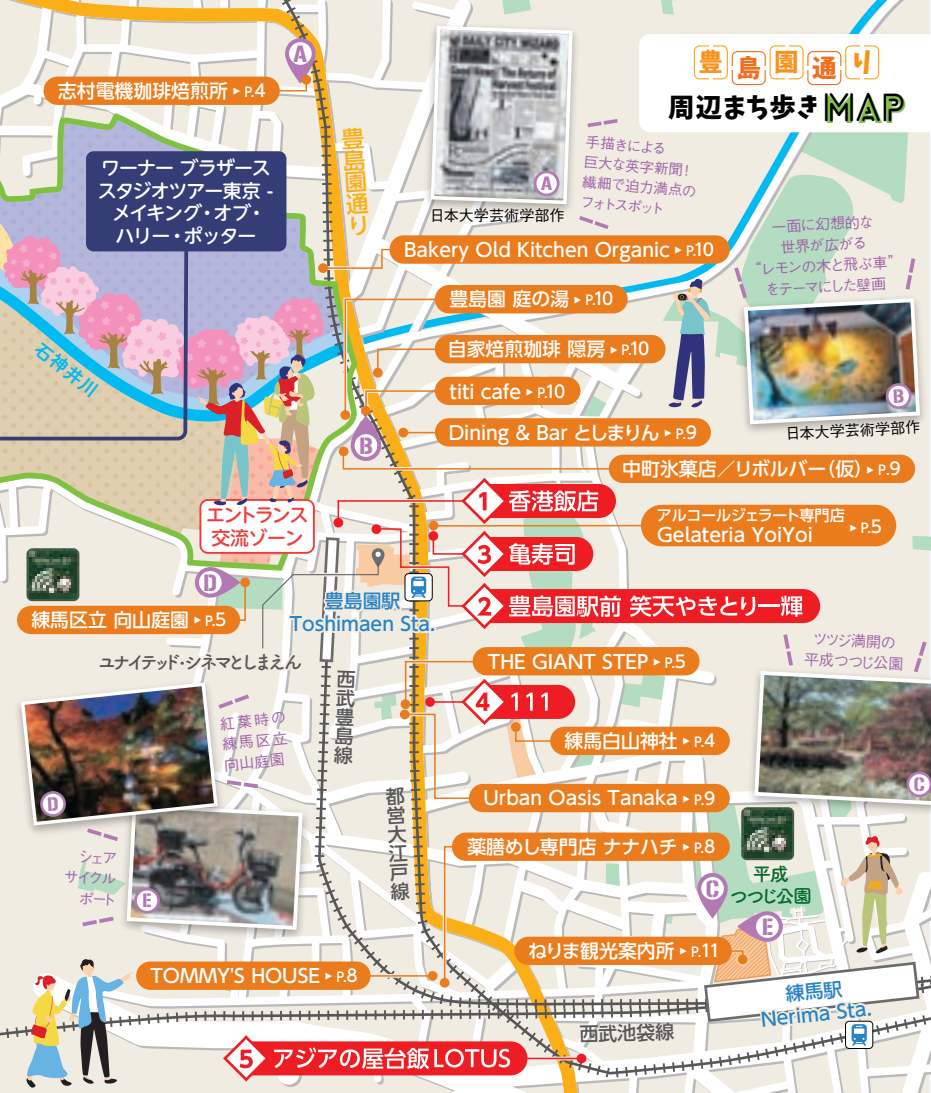 豊島園通り
周辺まち歩きMAP
A
志村電機珈琲焙煎所▸P.4
豊島園通り
DAILY CITY WIZARD
Good News! The Return of
Harvest Festival
A
日本大学芸術学部作
手描きによる
巨大な英字新聞!
繊細で迫力満点の
フォトスポット
ワーナー ブラザース
スタジオツアー東京 -
メイキング・オブ・
ハリー・ポッター
一面に幻想的な
世界が広がる
“レモンの木と飛ぶ車”
をテーマにした壁画
B
日本大学芸術学部作
Bakery Old Kitchen Organic▸P.10
豊島園 庭の湯▸P.10
自家焙煎珈琲 隠房▸P.10
石神井川
titi cafe▸P.10
B
Dining & Bar としまりん▸P.9
中町氷菓店/リボルバー(仮)▸P.9
1 香港飯店
エントランス
交流ゾーン
アルコールジェラート専門店
Gelateria YoiYoi▸P.5
3 亀寿司
D
豊島園駅
Toshimaen Sta.
2 豊島園駅前 笑天やきとり一輝
練馬区立 向山庭園▸P.5
ユナイテッド・シネマとしまえん
ツツジ満開の
平成つつじ公園
C
THE GIANT STEP▸P.5
西武豊島線
4 111
紅葉時の
練馬区立
向山庭園
D
練馬白山神社▸P.4
都営大江戸線
Urban Oasis Tanaka▸P.9
シェア
サイクル
ポート
E
薬膳めし専門店 ナナハチ▸P.8
平成
つつじ公園
C
E
ねりま観光案内所▸P.11
TOMMY'S HOUSE▸P.8
練馬駅
Nerima Sta.
西武池袋線
5 アジアの屋台飯LOTUS